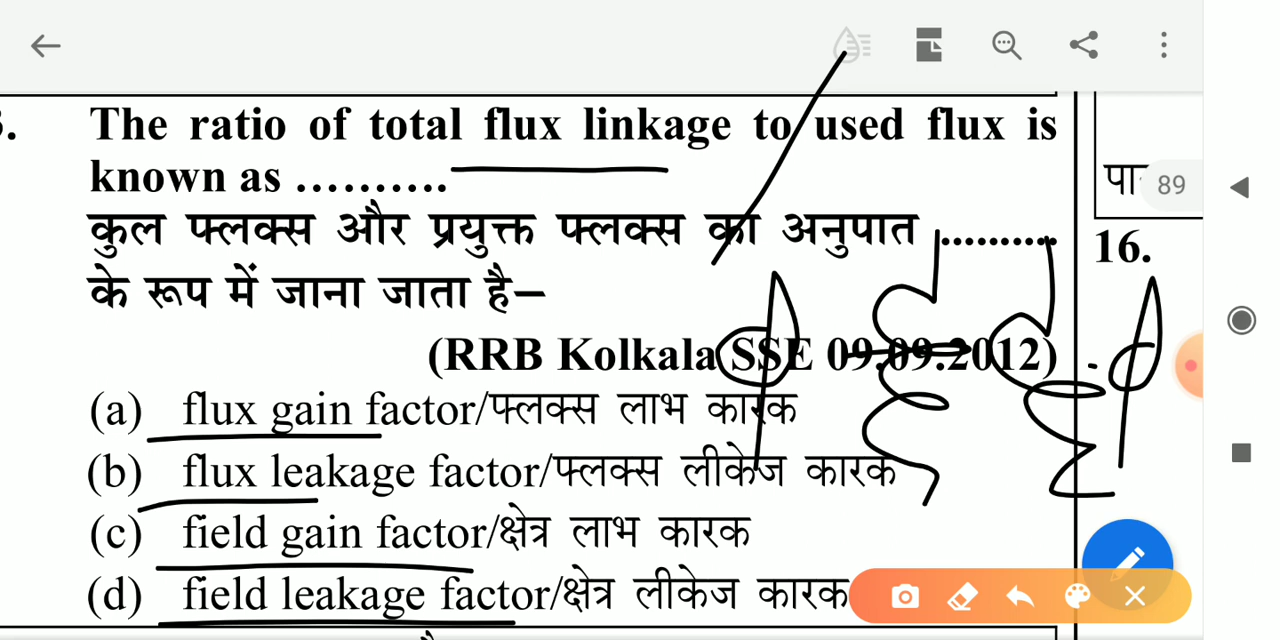 The ratio of total flux linkage to used flux is
known as ..........
कुल फ्लक्स और प्रयुक्त फ्लक्स का अनुपात ..........
के रूप में जाना जाता है–
(RRB Kolkala SSE 09.09.2012)
(a) flux gain factor/फ्लक्स लाभ कारक
(b) flux leakage factor/फ्लक्स लीकेज कारक
(c) field gain factor/क्षेत्र लाभ कारक
(d) field leakage factor/क्षेत्र लीकेज कारक
89
16.